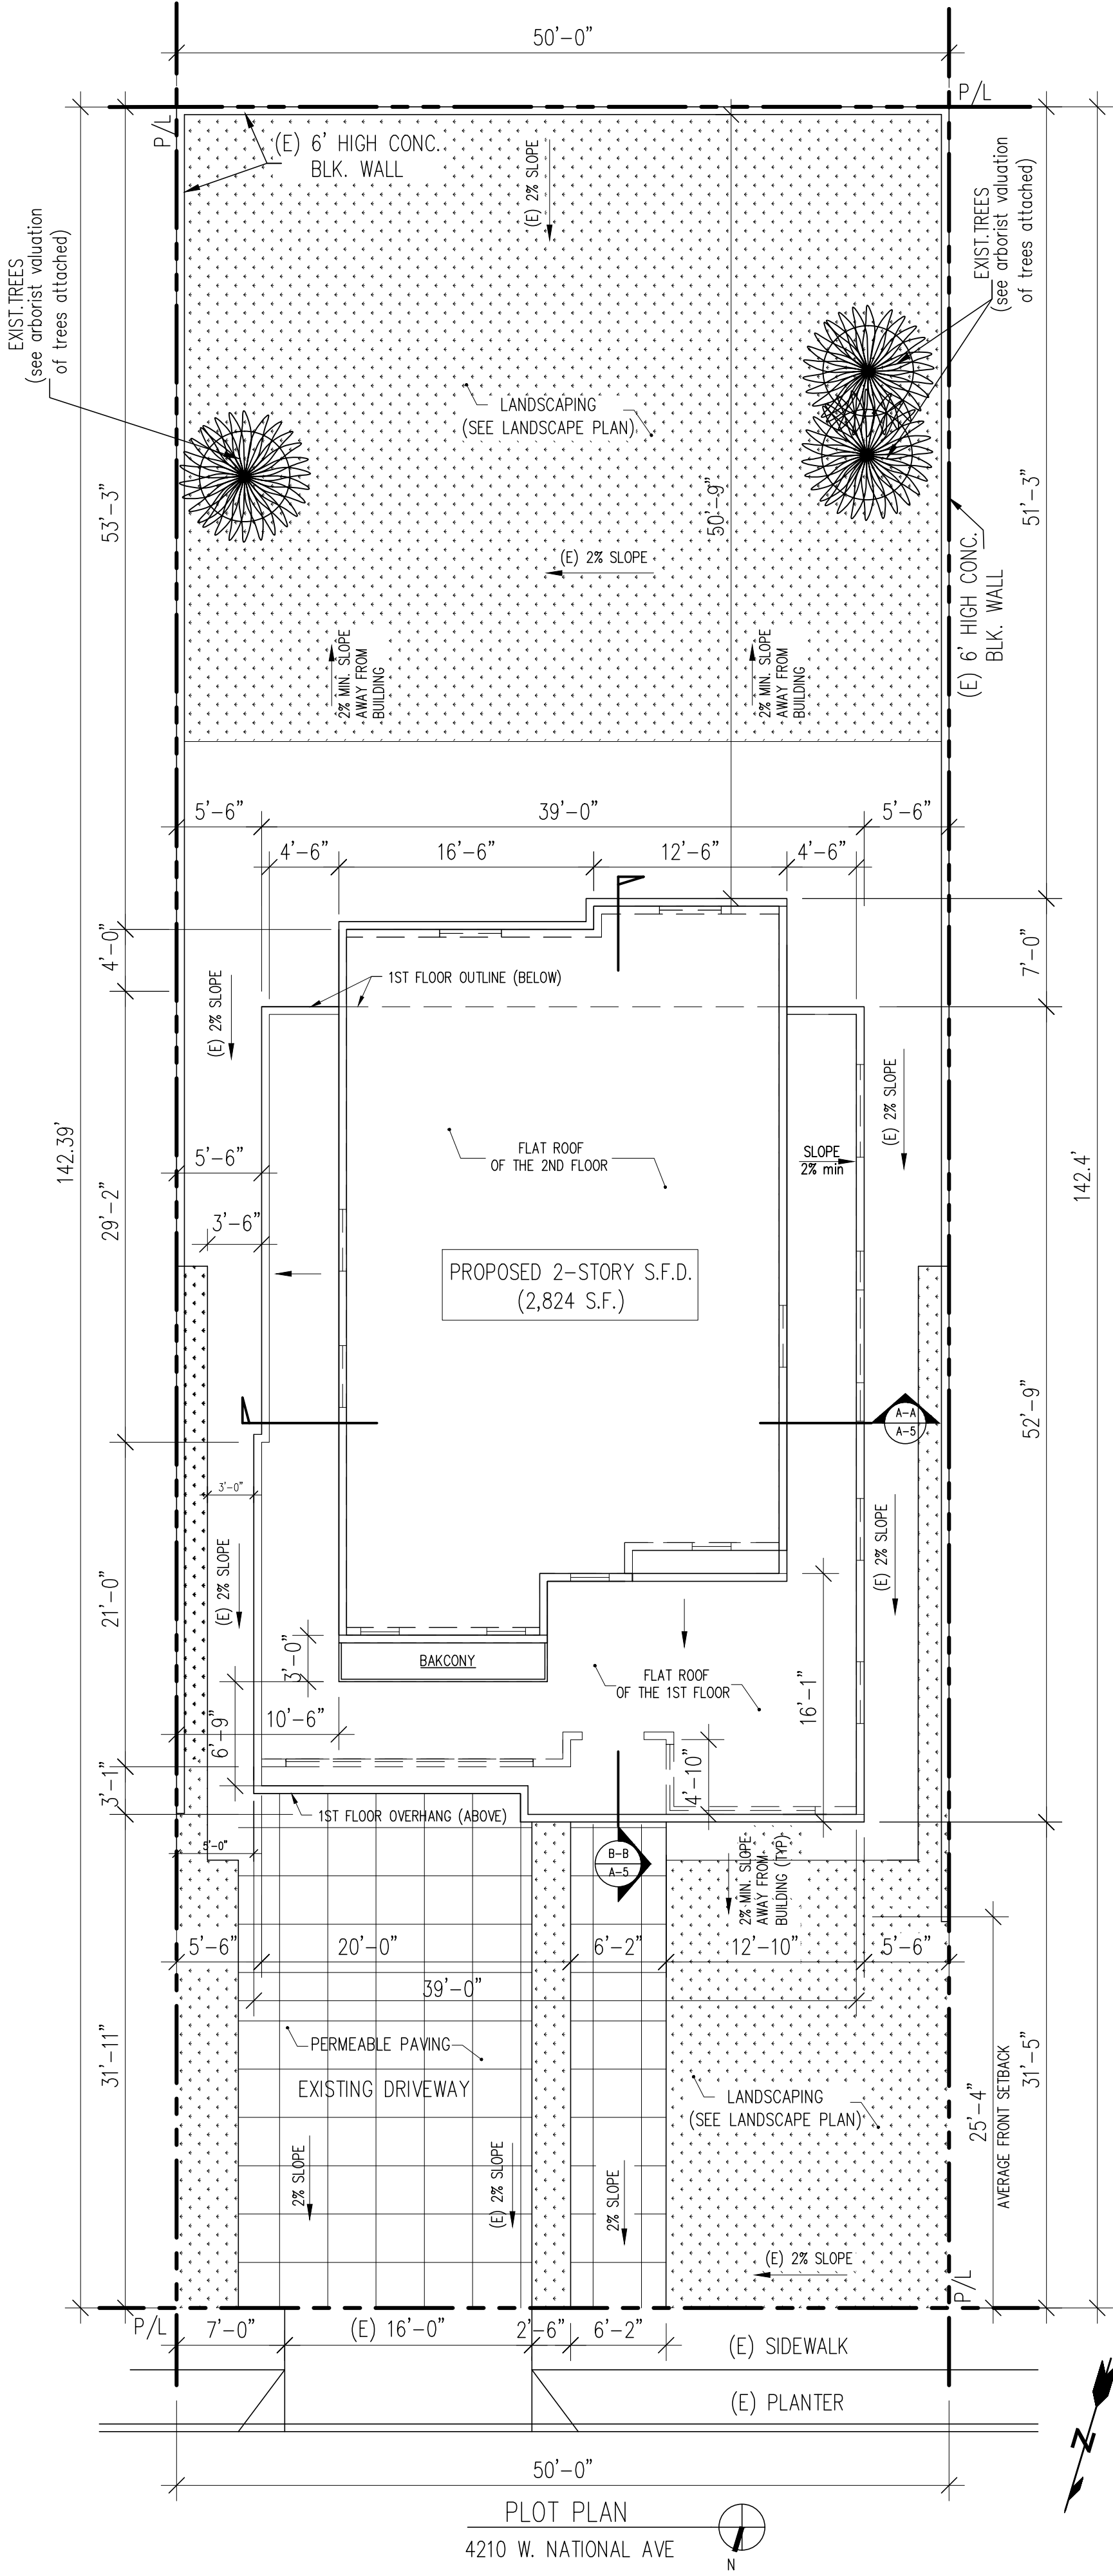 50'-0"
P/L
P/L
(E) 6' HIGH CONC.
BLK. WALL
(E) 2% SLOPE
EXIST.TREES
(see arborist valuation
of trees attached)
EXIST.TREES
(see arborist valuation
of trees attached)
LANDSCAPING
(SEE LANDSCAPE PLAN)
53'-3"
50'-9"
51'-3"
(E) 2% SLOPE
(E) 6' HIGH CONC.
BLK. WALL
2% MIN. SLOPE
AWAY FROM
BUILDING
2% MIN. SLOPE
AWAY FROM
BUILDING
5'-6"
39'-0"
5'-6"
4'-6"
16'-6"
12'-6"
4'-6"
4'-0"
7'-0"
1ST FLOOR OUTLINE (BELOW)
(E) 2% SLOPE
(E) 2% SLOPE
142.39'
142.4'
5'-6"
FLAT ROOF
OF THE 2ND FLOOR
SLOPE
2% min
29'-2"
3'-6"
PROPOSED 2-STORY S.F.D.
(2,824 S.F.)
52'-9"
A-A
A-5
3'-0"
(E) 2% SLOPE
(E) 2% SLOPE
21'-0"
3'-0"
BAKCONY
FLAT ROOF
OF THE 1ST FLOOR
16'-1"
10'-6"
6'-9"
4'-10"
3'-1"
1ST FLOOR OVERHANG (ABOVE)
5'-0"
B-B
A-5
2% MIN. SLOPE
AWAY FROM
BUILDING (TYP)
5'-6"
20'-0"
6'-2"
12'-10"
5'-6"
39'-0"
PERMEABLE PAVING
EXISTING DRIVEWAY
31'-11"
LANDSCAPING
(SEE LANDSCAPE PLAN)
25'-4"
AVERAGE FRONT SETBACK
31'-5"
2% SLOPE
(E) 2% SLOPE
2% SLOPE
(E) 2% SLOPE
P/L
P/L
7'-0"
(E) 16'-0"
2'-6"
6'-2"
(E) SIDEWALK
(E) PLANTER
N
50'-0"
PLOT PLAN
4210 W. NATIONAL AVE
N